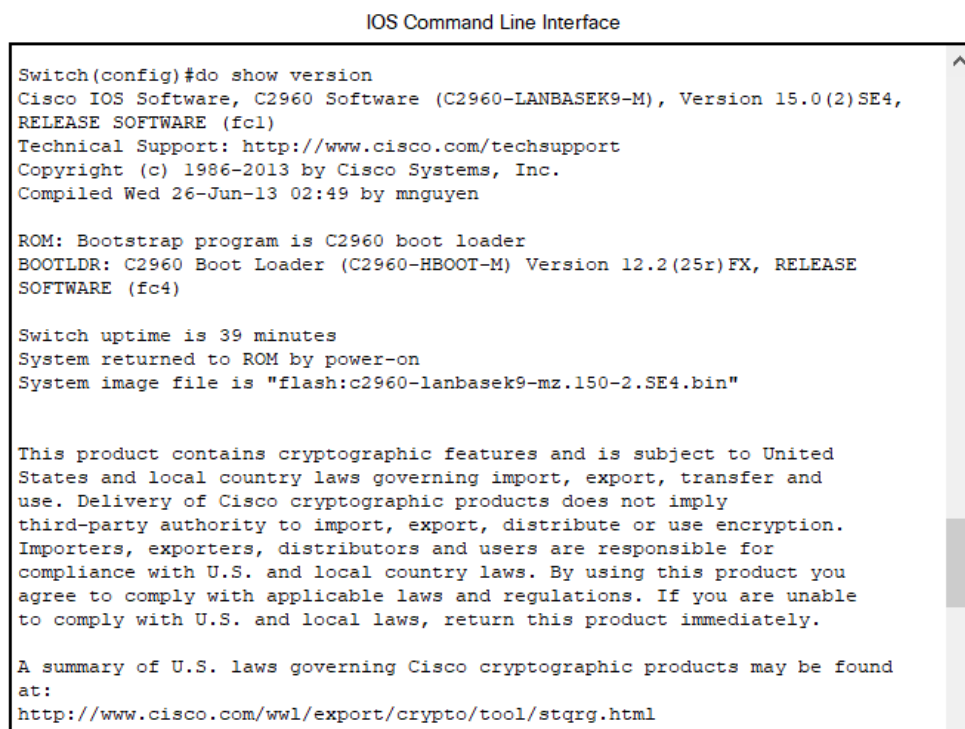 IOS Command Line Interface
Switch(config)#do show version
Cisco IOS Software, C2960 Software (C2960-LANBASEK9-M), Version 15.0(2)SE4,
RELEASE SOFTWARE (fc1)
Technical Support: http://www.cisco.com/techsupport
Copyright (c) 1986-2013 by Cisco Systems, Inc.
Compiled Wed 26-Jun-13 02:49 by mnguyen
ROM: Bootstrap program is C2960 boot loader
BOOTLDR: C2960 Boot Loader (C2960-HBOOT-M) Version 12.2(25r)FX, RELEASE
SOFTWARE (fc4)
Switch uptime is 39 minutes
System returned to ROM by power-on
System image file is "flash:c2960-lanbasek9-mz.150-2.SE4.bin"
This product contains cryptographic features and is subject to United
States and local country laws governing import, export, transfer and
use. Delivery of Cisco cryptographic products does not imply
third-party authority to import, export, distribute or use encryption.
Importers, exporters, distributors and users are responsible for
compliance with U.S. and local country laws. By using this product you
agree to comply with applicable laws and regulations. If you are unable
to comply with U.S. and local laws, return this product immediately.
A summary of U.S. laws governing Cisco cryptographic products may be found
at:
http://www.cisco.com/wwl/export/crypto/tool/stqrg.html